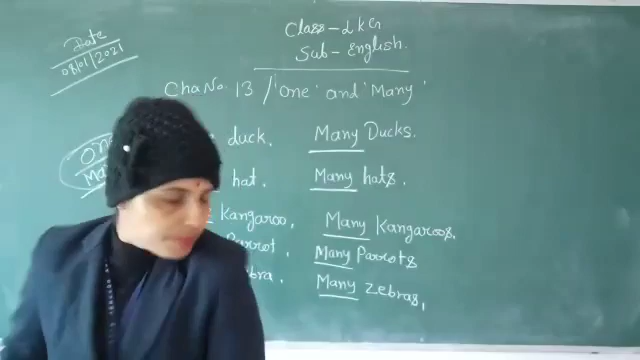 Date
08/01/2021
Class - LKG
Sub - English.
Cha No. 13 / 'One' and 'Many'
duck. Many Ducks.
hat. Many hats.
Kangaroo, Many Kangaroos.
Parrot. Many Parrots
Many Zebras,